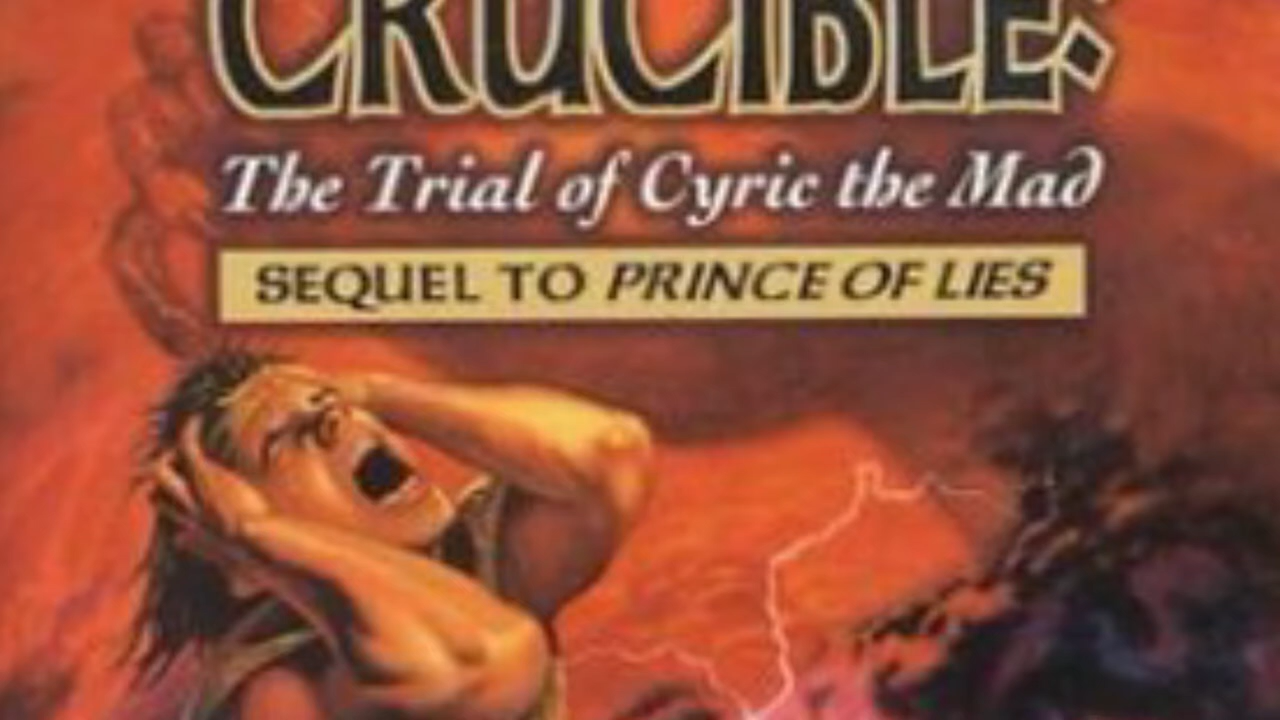 CRUCIBLE:
The Trial of Cyric the Mad
SEQUEL TO PRINCE OF LIES